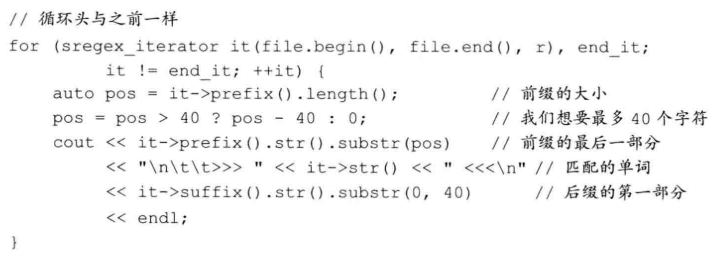 // 循环头与之前一样
for (sregex_iterator it(file.begin(), file.end(), r), end_it;
        it != end_it; ++it) {
    auto pos = it->prefix().length();        // 前缀的大小
    pos = pos > 40 ? pos - 40 : 0;           // 我们想要最多 40 个字符
    cout << it->prefix().str().substr(pos)   // 前缀的最后一部分
        << "\n\t\t>>> " << it->str() << " <<<\n" // 匹配的单词
        << it->suffix().str().substr(0, 40)      // 后缀的第一部分
        << endl;
}